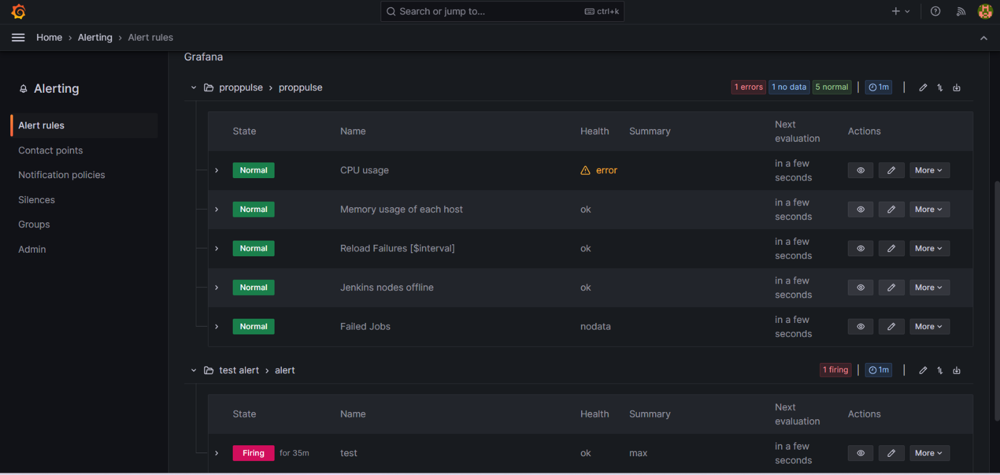 Search or jump to... ctrl+k
Home › Alerting › Alert rules
Grafana
Alerting
Alert rules
Contact points
Notification policies
Silences
Groups
Admin
proppulse › proppulse 1 errors 1 no data 5 normal 1m
State Name Health Summary Next evaluation Actions
Normal CPU usage error in a few seconds More
Normal Memory usage of each host ok in a few seconds More
Normal Reload Failures [$interval] ok in a few seconds More
Normal Jenkins nodes offline ok in a few seconds More
Normal Failed Jobs nodata in a few seconds More
test alert › alert 1 firing 1m
State Name Health Summary Next evaluation Actions
Firing for 35m test ok max in a few seconds More